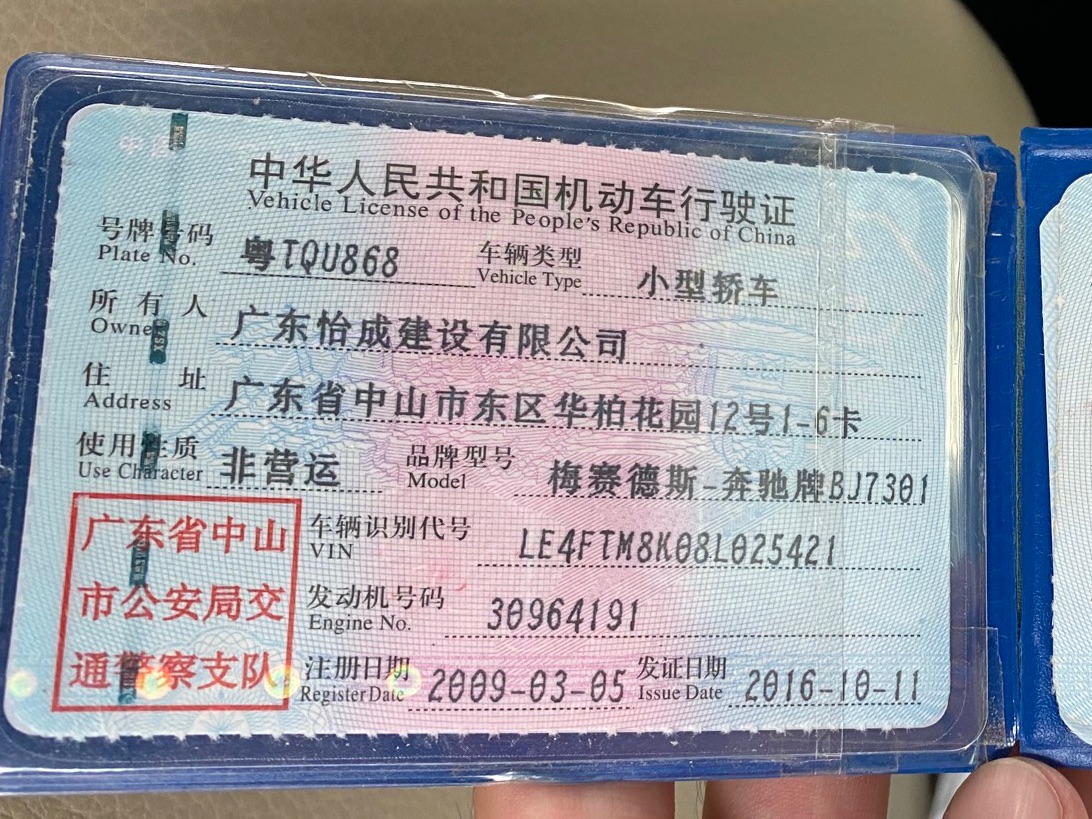 中华人民共和国机动车行驶证
Vehicle License of the People's Republic of China
号牌号码 粤TQU868 车辆类型 小型轿车
Plate No. Vehicle Type
所有人 广东怡成建设有限公司
Owner
住址 广东省中山市东区华柏花园12号1-6卡
Address
使用性质 非营运 品牌型号 梅赛德斯-奔驰牌BJ7301
Use Character Model
广东省中山
市公安局交
通警察支队
车辆识别代号 LE4FTM8K08L025421
VIN
发动机号码 30964191
Engine No.
注册日期 2009-03-05 发证日期 2016-10-11
Register Date Issue Date